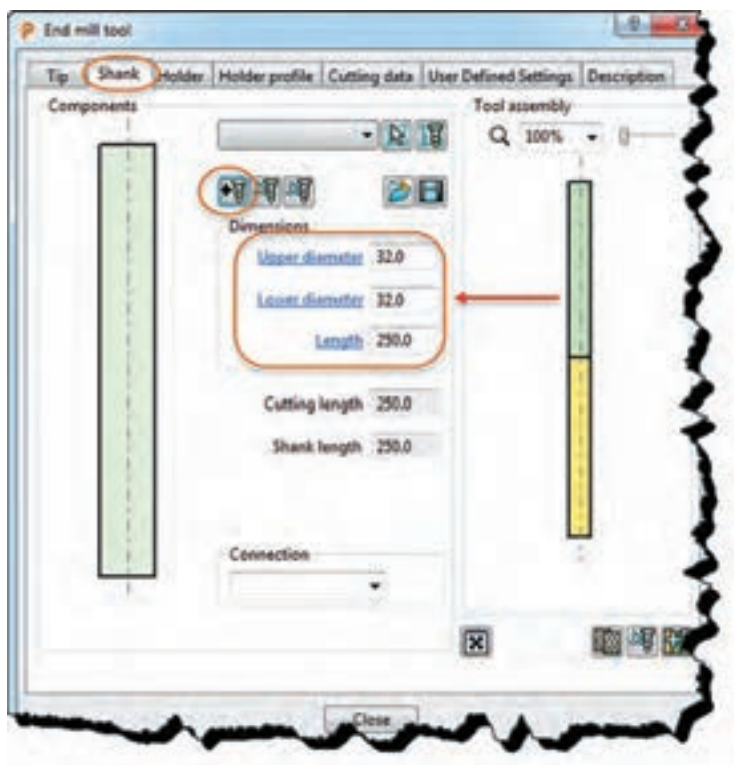 End mill tool
Tip Shank Holder Holder profile Cutting data User Defined Settings Description
Components
Tool assembly
100%
Dimensions
Upper diameter 32.0
Lower diameter 32.0
Length 250.0
Cutting length 250.0
Shank length 250.0
Connection
Close